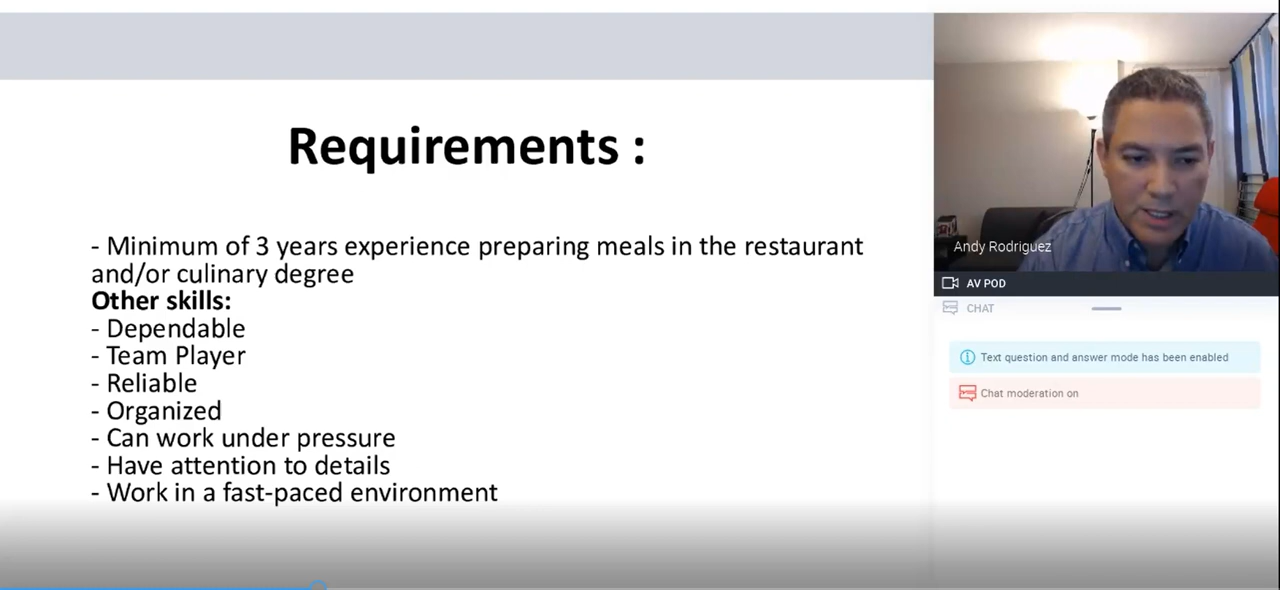 Requirements :
- Minimum of 3 years experience preparing meals in the restaurant
and/or culinary degree
Other skills:
- Dependable
- Team Player
- Reliable
- Organized
- Can work under pressure
- Have attention to details
- Work in a fast-paced environment
Andy Rodriguez
AV POD
CHAT
Text question and answer mode has been enabled
Chat moderation on